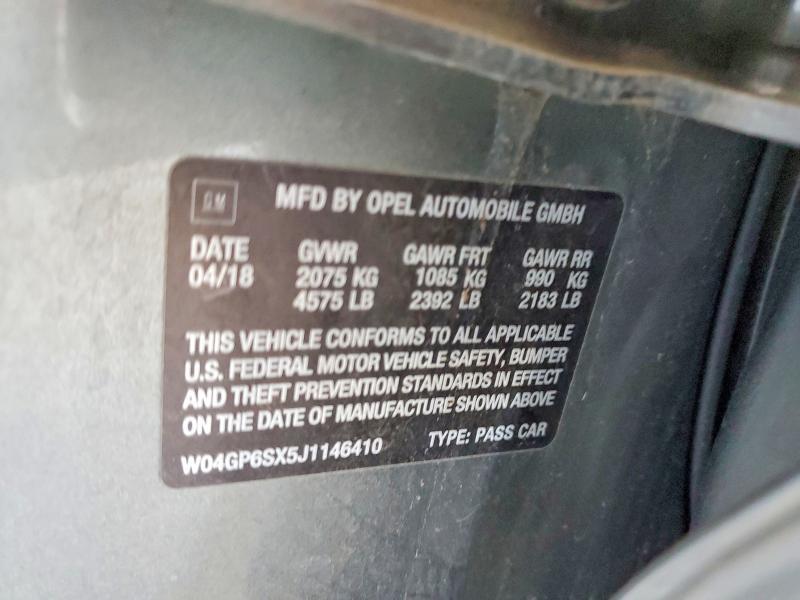 GM
MFD BY OPEL AUTOMOBILE GMBH
DATE GVWR GAWR FRT GAWR RR
04/18 2075 KG 1085 KG 990 KG
4575 LB 2392 LB 2183 LB
THIS VEHICLE CONFORMS TO ALL APPLICABLE
U.S. FEDERAL MOTOR VEHICLE SAFETY, BUMPER
AND THEFT PREVENTION STANDARDS IN EFFECT
ON THE DATE OF MANUFACTURE SHOWN ABOVE
W04GP6SX5J1146410 TYPE: PASS CAR